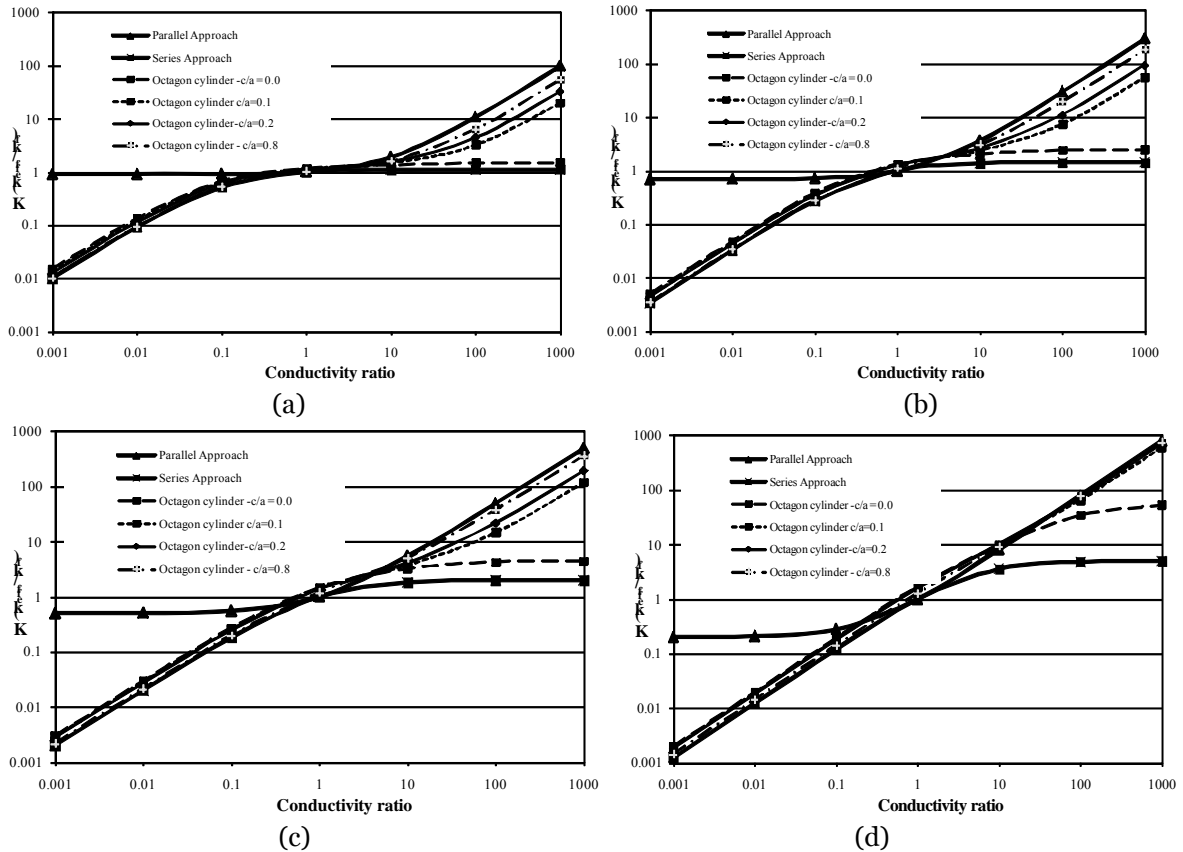 1000
100
10
1
0.1
0.01
0.001
Parallel Approach
Series Approach
Octagon cylinder -c/a = 0.0
Octagon cylinder c/a=0.1
Octagon cylinder-c/a=0.2
Octagon cylinder - c/a=0.8
0.001 0.01 0.1 1 10 100 1000
Conductivity ratio
(a)
1000
100
10
1
0.1
0.01
0.001
Parallel Approach
Series Approach
Octagon cylinder -c/a = 0.0
Octagon cylinder c/a=0.1
Octagon cylinder-c/a=0.2
Octagon cylinder - c/a=0.8
0.001 0.01 0.1 1 10 100 1000
Conductivity ratio
(b)
1000
100
10
1
0.1
0.01
0.001
Parallel Approach
Series Approach
Octagon cylinder -c/a = 0.0
Octagon cylinder c/a=0.1
Octagon cylinder-c/a=0.2
Octagon cylinder - c/a=0.8
0.001 0.01 0.1 1 10 100 1000
Conductivity ratio
(c)
1000
100
10
1
0.1
0.01
0.001
Parallel Approach
Series Approach
Octagon cylinder -c/a = 0.0
Octagon cylinder c/a=0.1
Octagon cylinder-c/a=0.2
Octagon cylinder - c/a=0.8
0.001 0.01 0.1 1 10 100 1000
Conductivity ratio
(d)